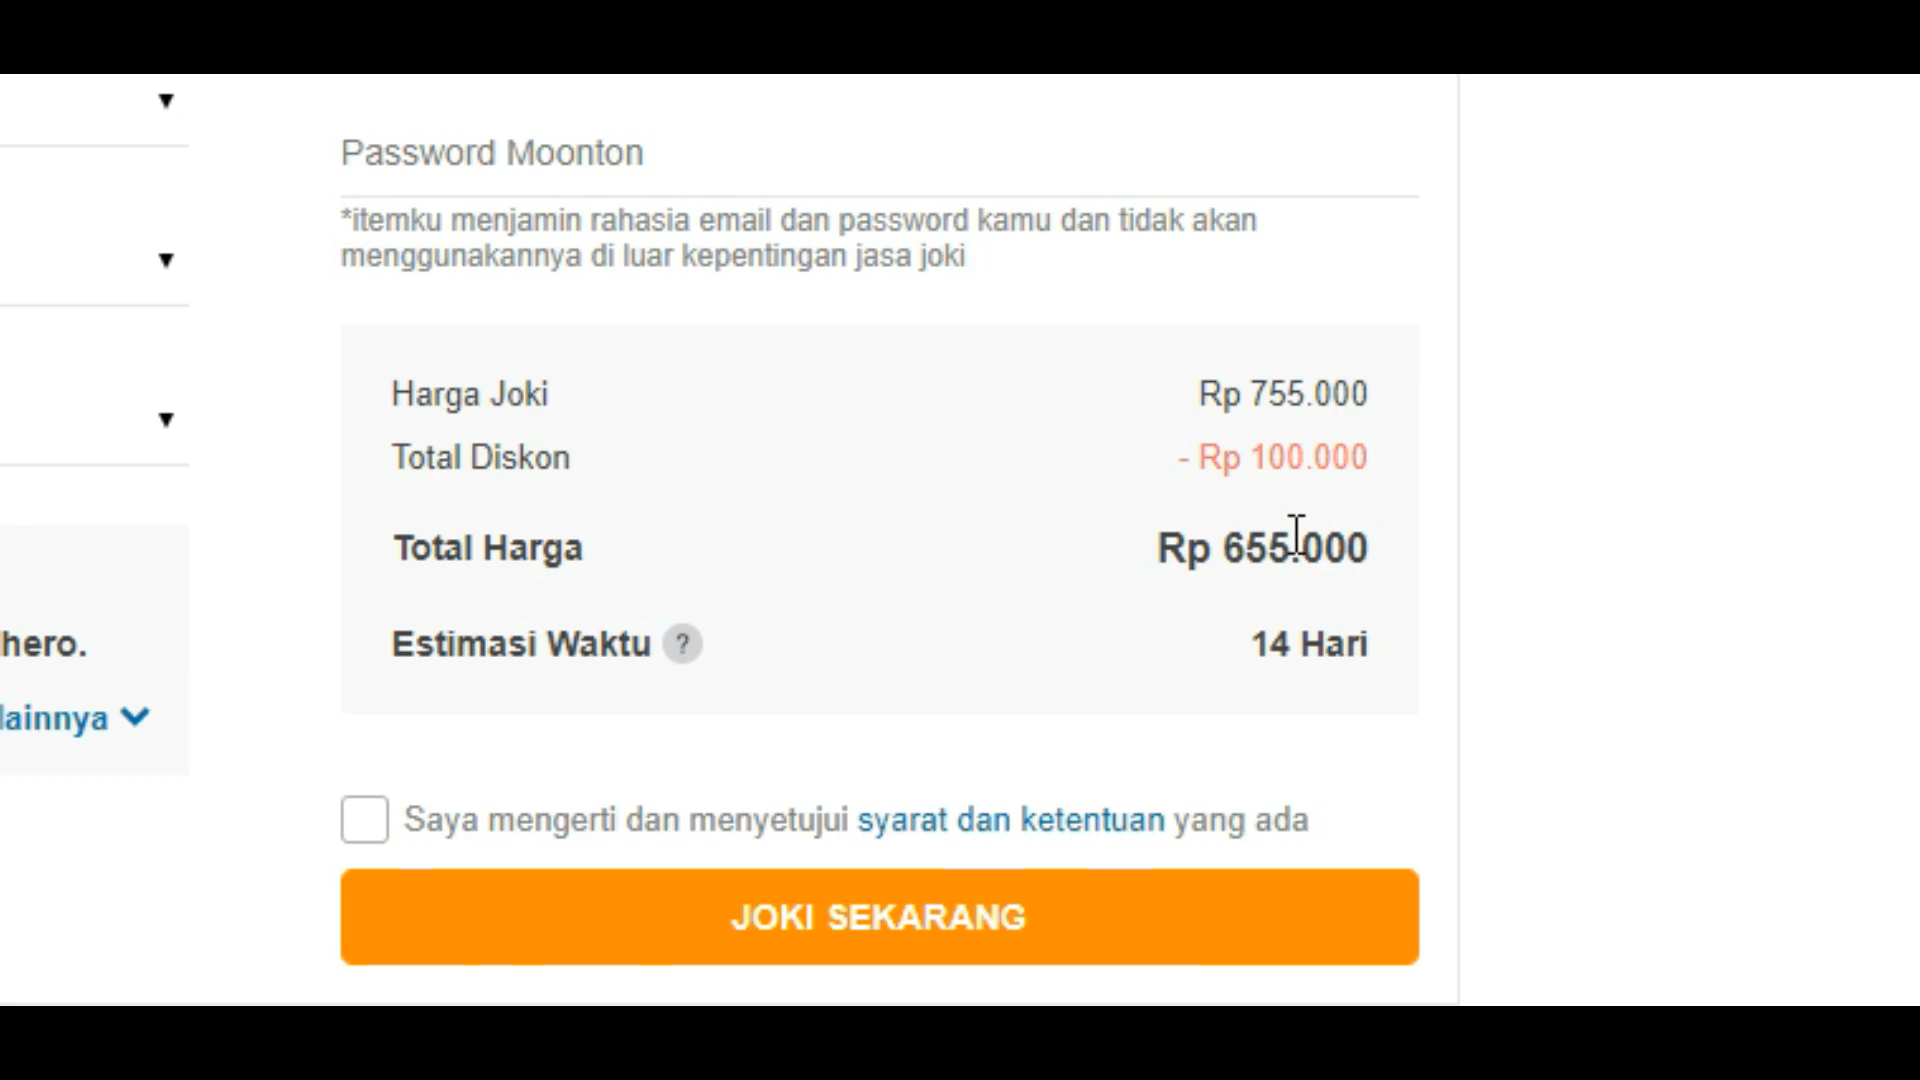 Password Moonton
*itemku menjamin rahasia email dan password kamu dan tidak akan
menggunakannya di luar kepentingan jasa joki
Harga Joki Rp 755.000
Total Diskon - Rp 100.000
Total Harga Rp 655.000
Estimasi Waktu ? 14 Hari
hero.
lainnya
Saya mengerti dan menyetujui syarat dan ketentuan yang ada
JOKI SEKARANG